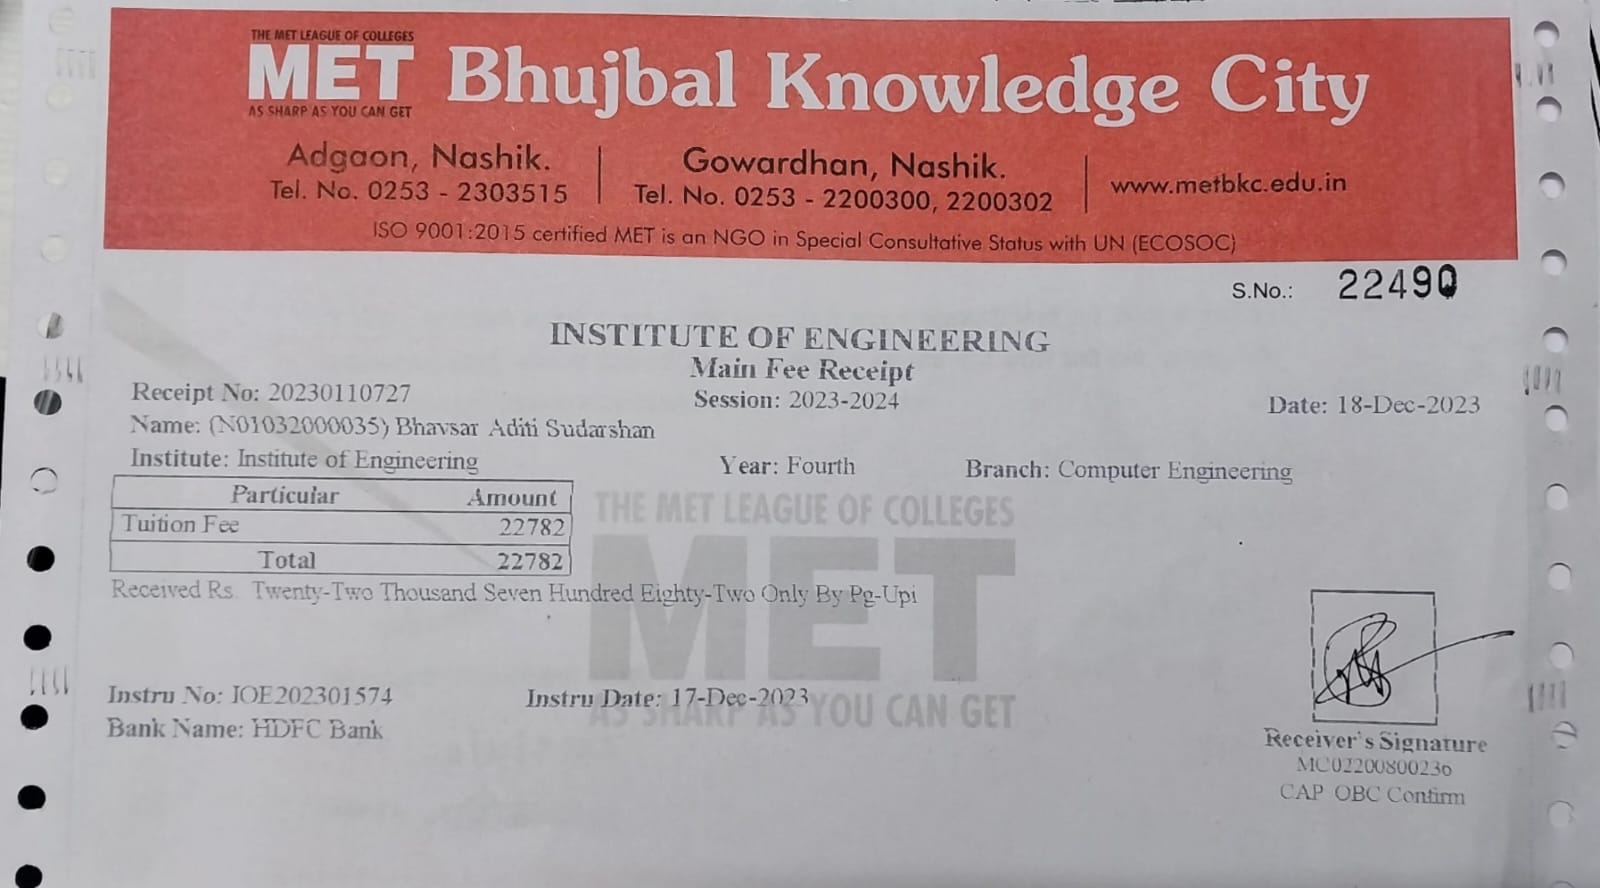 THE MET LEAGUE OF COLLEGES
MET Bhujbal Knowledge City
AS SHARP AS YOU CAN GET
Adgaon, Nashik. Gowardhan, Nashik.
Tel. No. 0253 - 2303515 Tel. No. 0253 - 2200300, 2200302 www.metbkc.edu.in
ISO 9001:2015 certified MET is an NGO in Special Consultative Status with UN (ECOSOC)
S.No.: 22490
INSTITUTE OF ENGINEERING
Main Fee Receipt
Receipt No: 20230110727 Session: 2023-2024 Date: 18-Dec-2023
Name: (N01032000035) Bhavsar Aditi Sudarshan
Institute: Institute of Engineering Year: Fourth Branch: Computer Engineering
Particular Amount
Tuition Fee 22782
Total 22782
THE MET LEAGUE OF COLLEGES
MET
AS SHARP AS YOU CAN GET
Received Rs. Twenty-Two Thousand Seven Hundred Eighty-Two Only By Pg-Upi
Instru No: IOE202301574 Instru Date: 17-Dec-2023
Bank Name: HDFC Bank
Receiver's Signature
MC02200800236
CAP OBC Confirm